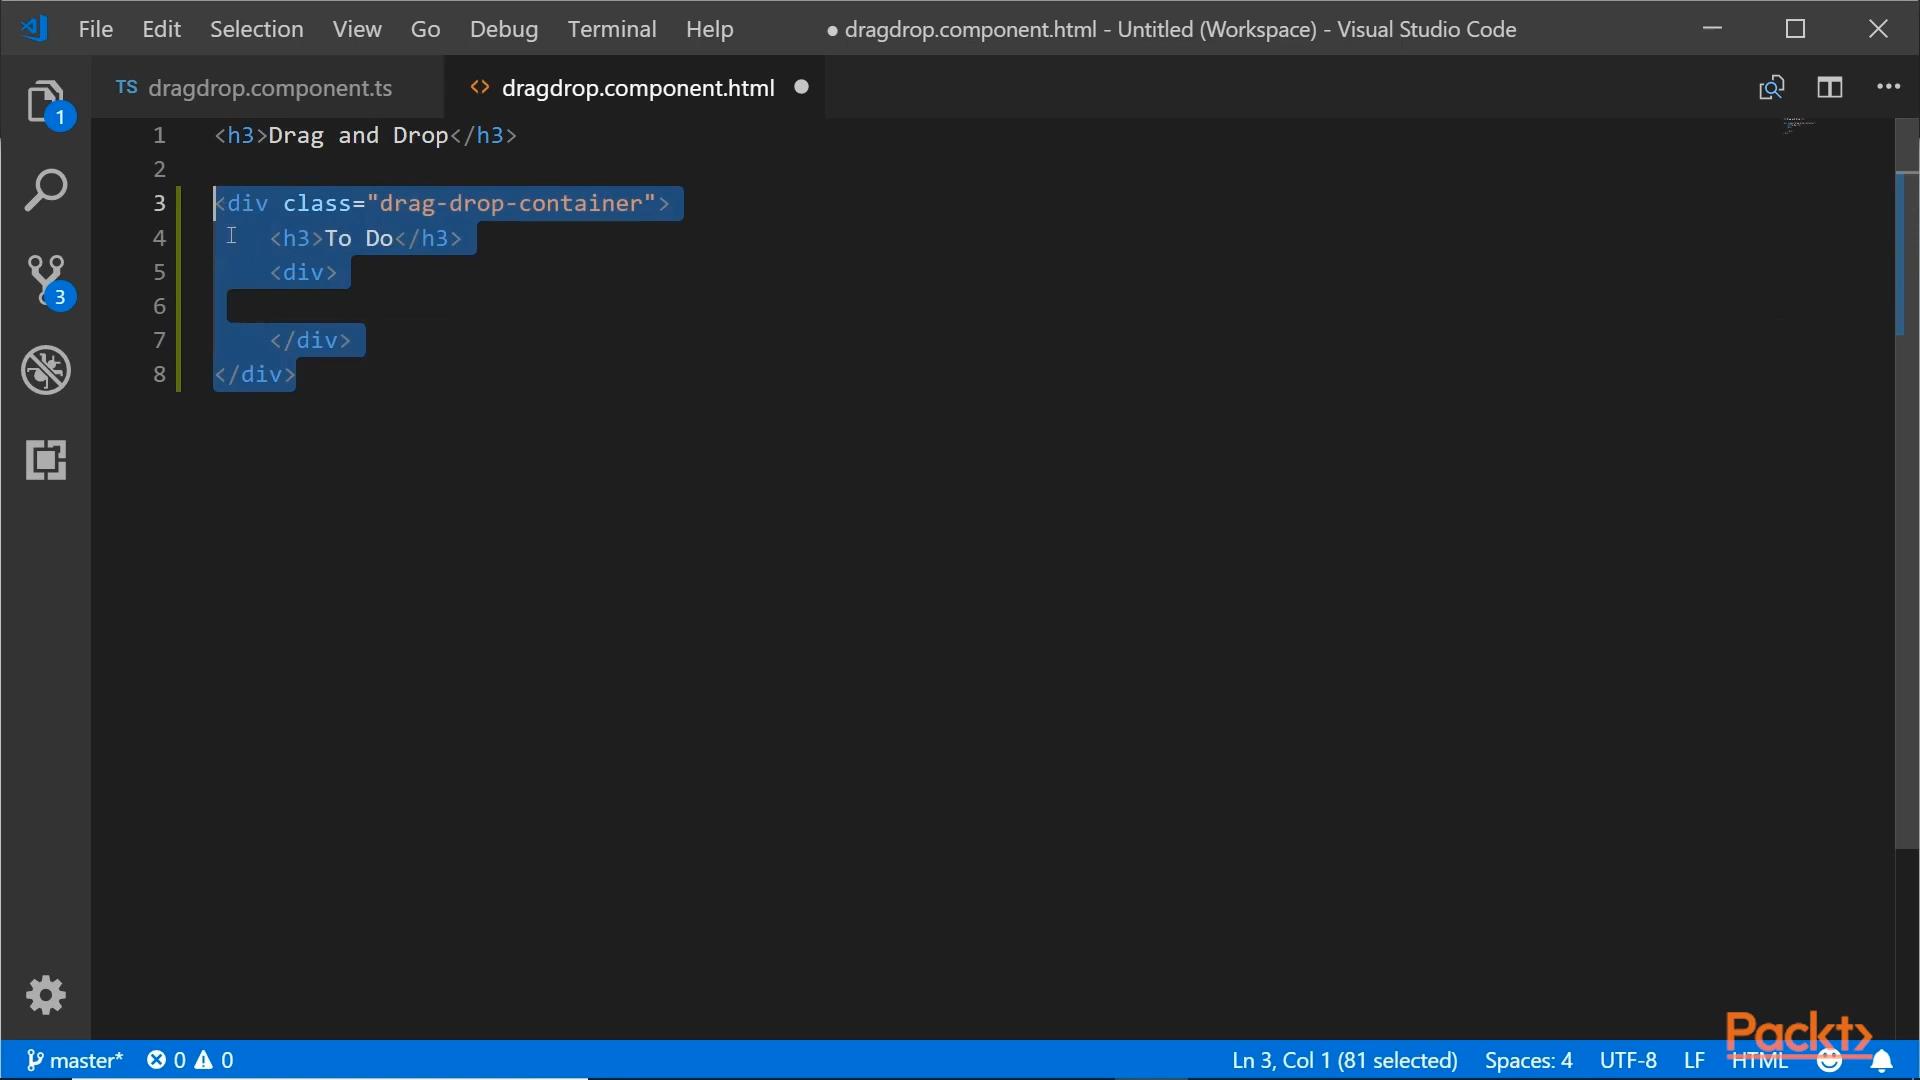 File Edit Selection View Go Debug Terminal Help ● dragdrop.component.html - Untitled (Workspace) - Visual Studio Code
TS dragdrop.component.ts <> dragdrop.component.html
1
1 <h3>Drag and Drop</h3>
2
3 <div class="drag-drop-container">
4 <h3>To Do</h3>
5 <div>
6
3
7 </div>
8 </div>
Packt>
master* 0 0 Ln 3, Col 1 (81 selected) Spaces: 4 UTF-8 LF HTML